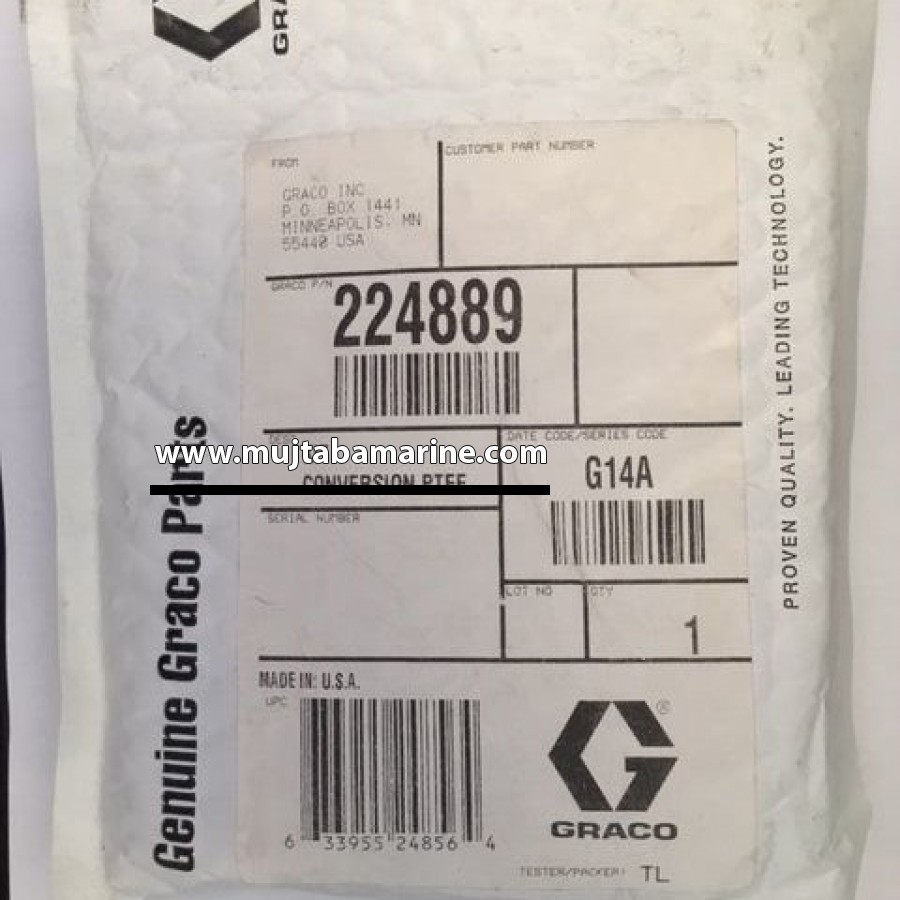 GRACO
FROM
GRACO INC
P.O. BOX 1441
MINNEAPOLIS, MN
55440 USA
CUSTOMER PART NUMBER
GRACO P/N
224889
DESC
www.mujtabamarine.com
CONVERSION PTFE
DATE CODE/SERIES CODE
G14A
SERIAL NUMBER
LOT NO
QTY
1
MADE IN: U.S.A.
UPC
6 33955 24856 4
®
GRACO
TESTER/PACKER: TL
Genuine Graco Parts
PROVEN QUALITY. LEADING TECHNOLOGY.